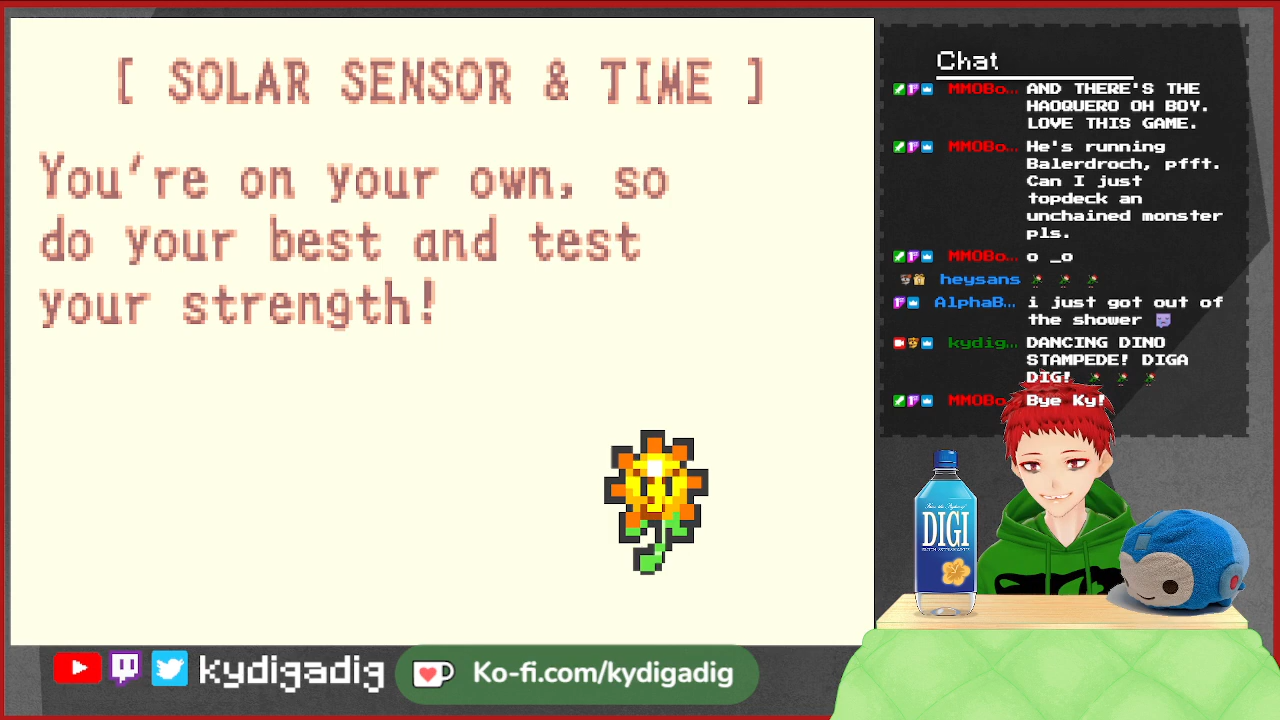 [ SOLAR SENSOR & TIME ]
You're on your own, so
do your best and test
your strength!
Chat
MMOBo... AND THERE'S THE
HAOQUERO OH BOY.
LOVE THIS GAME.
MMOBo... He's running
Balerdroch, pfft.
Can I just
topdeck an
unchained monster
pls.
MMOBo... o _o
heysans
AlphaB... i just got out of
the shower
kydig... DANCING DINO
STAMPEDE! DIGA
DIG!
MMOBo... Bye Ky!
DIGI
kydigadig
Ko-fi.com/kydigadig